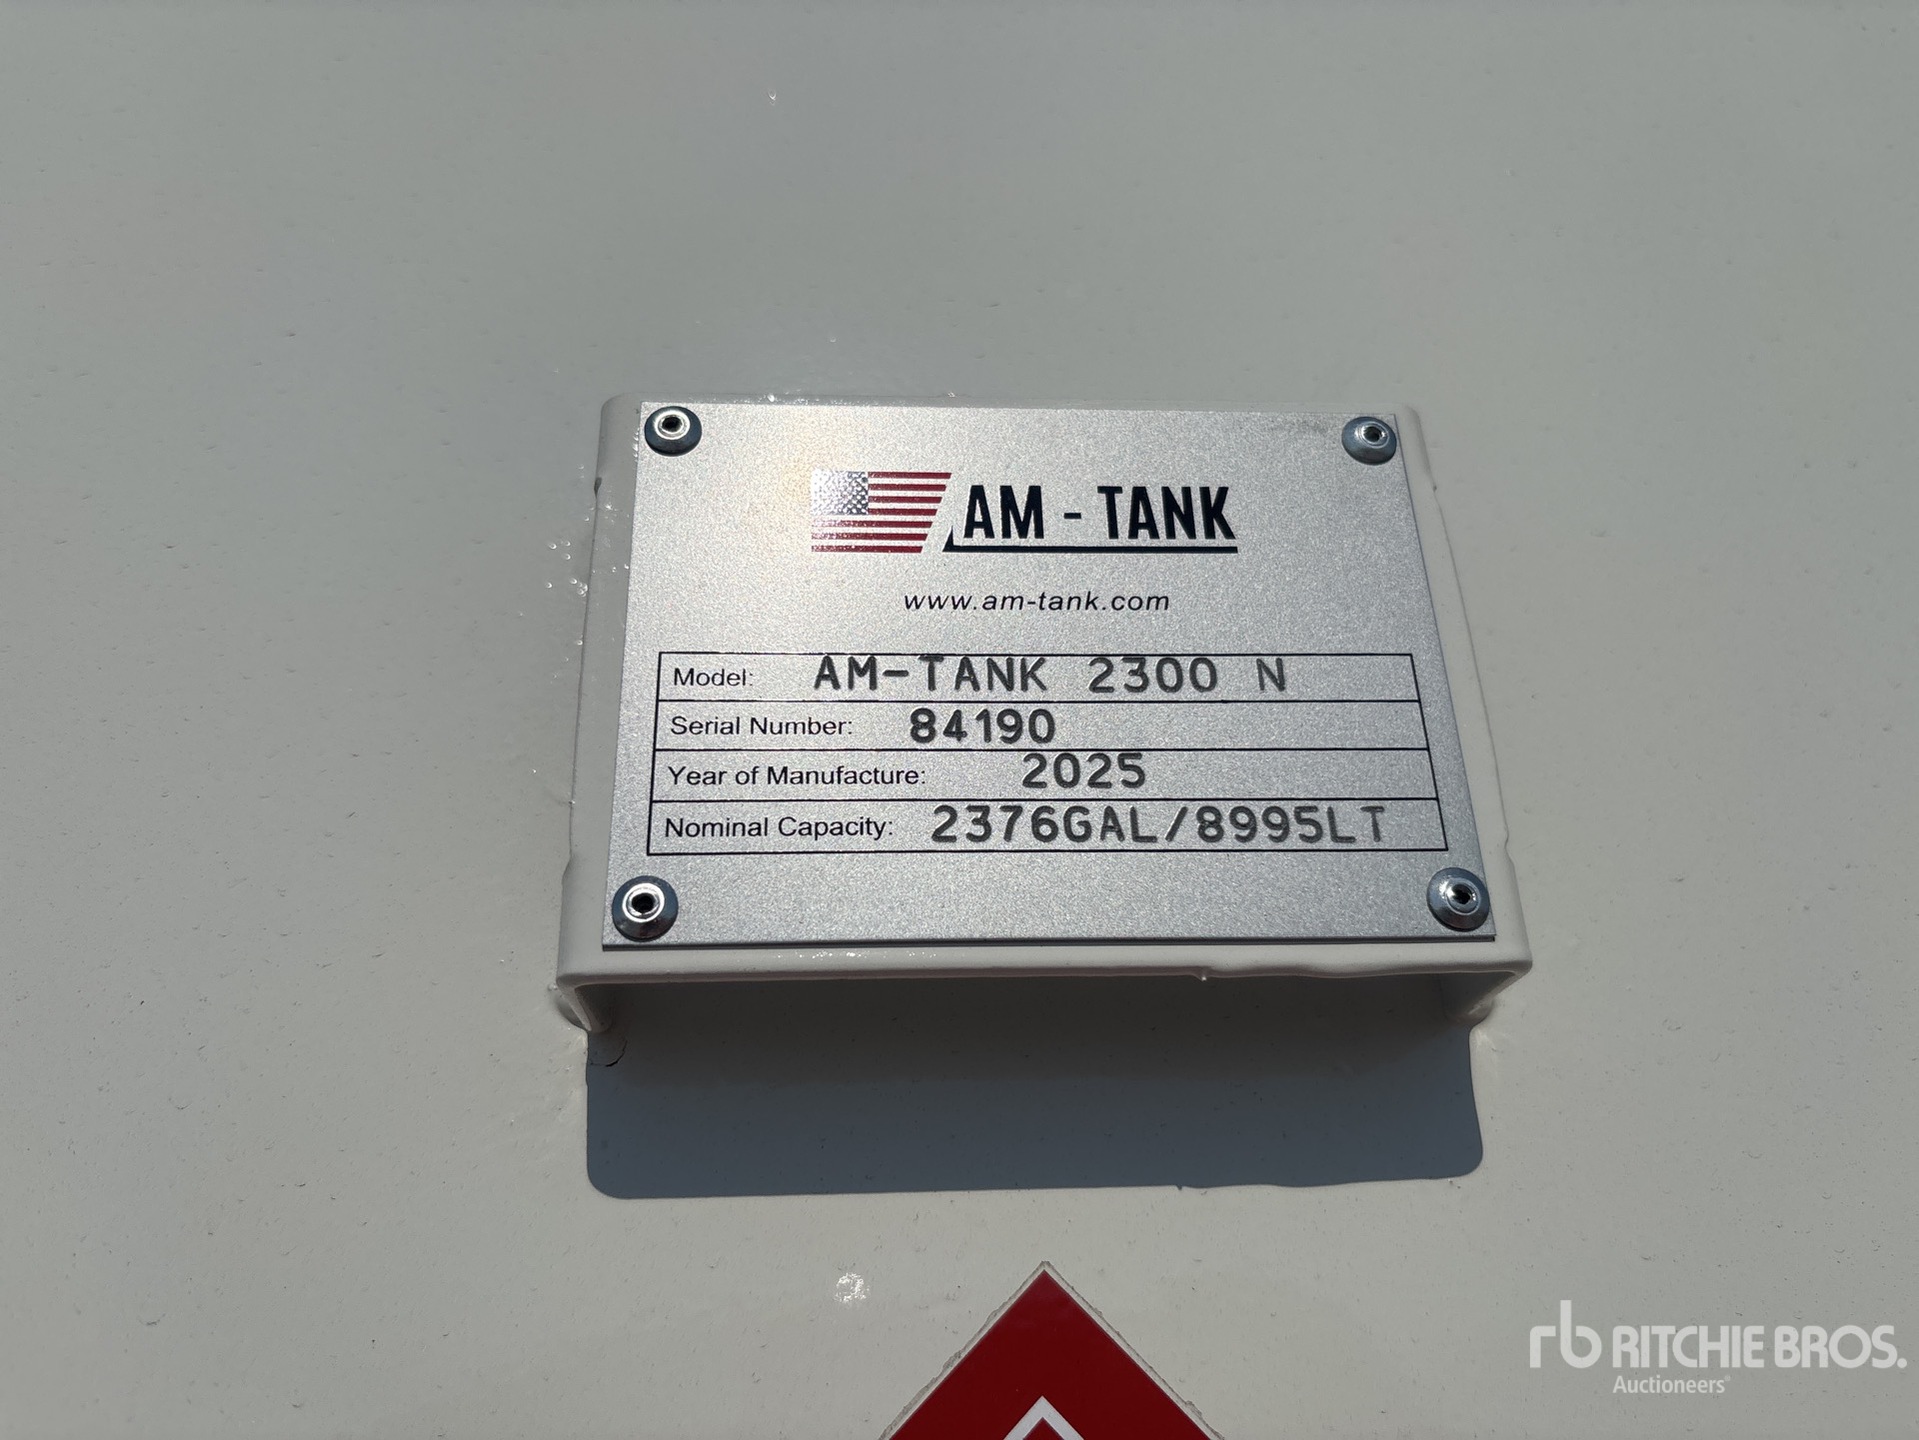 AM - TANK
www.am-tank.com
Model: AM-TANK 2300 N
Serial Number: 84190
Year of Manufacture: 2025
Nominal Capacity: 2376GAL/8995LT
rb RITCHIE BROS.
Auctioneers